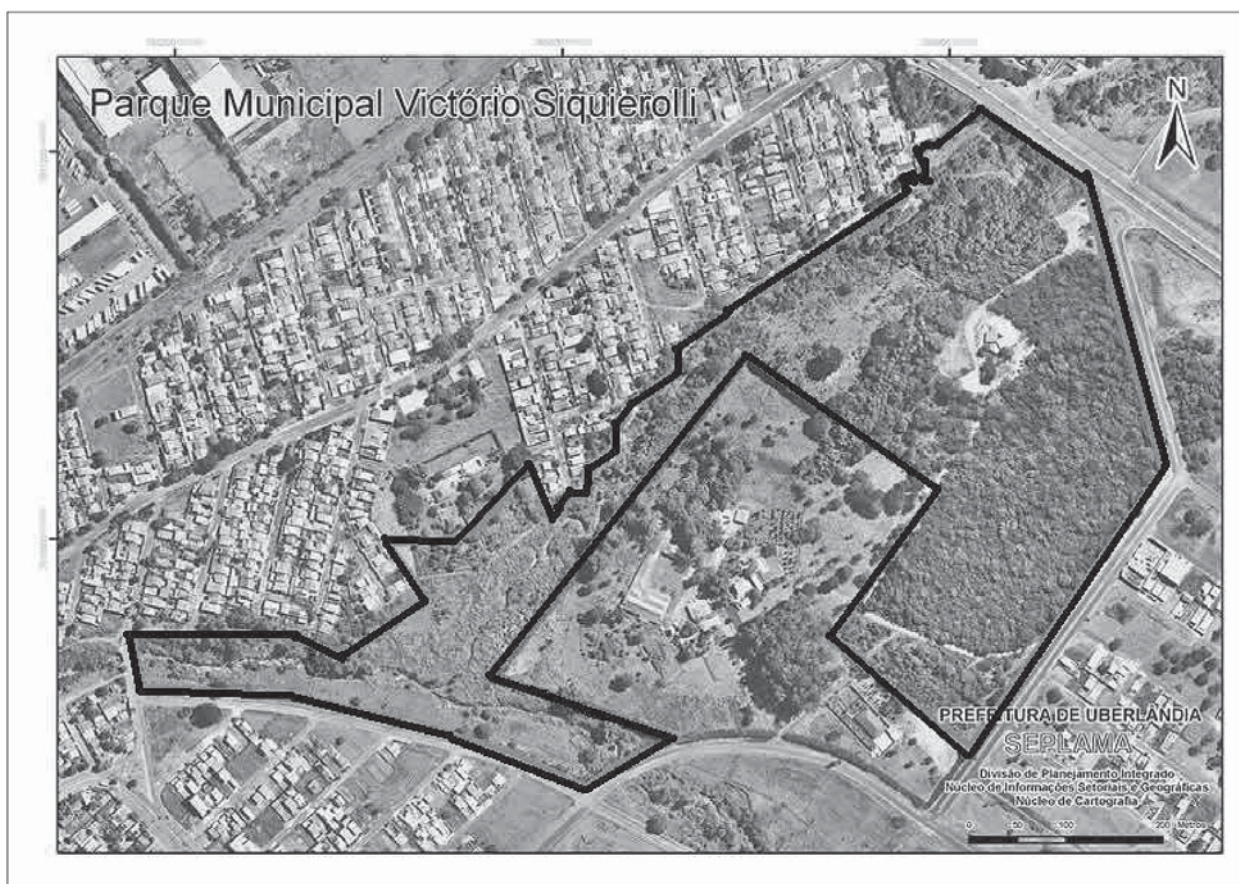 Parque Municipal Victório Siquierolli
N
PREFEITURA DE UBERLÂNDIA
SEPLAMA
Divisão de Planejamento Integrado
Núcleo de Informações Setoriais e Geográficas
Núcleo de Cartografia
0 50 100 200 Metros